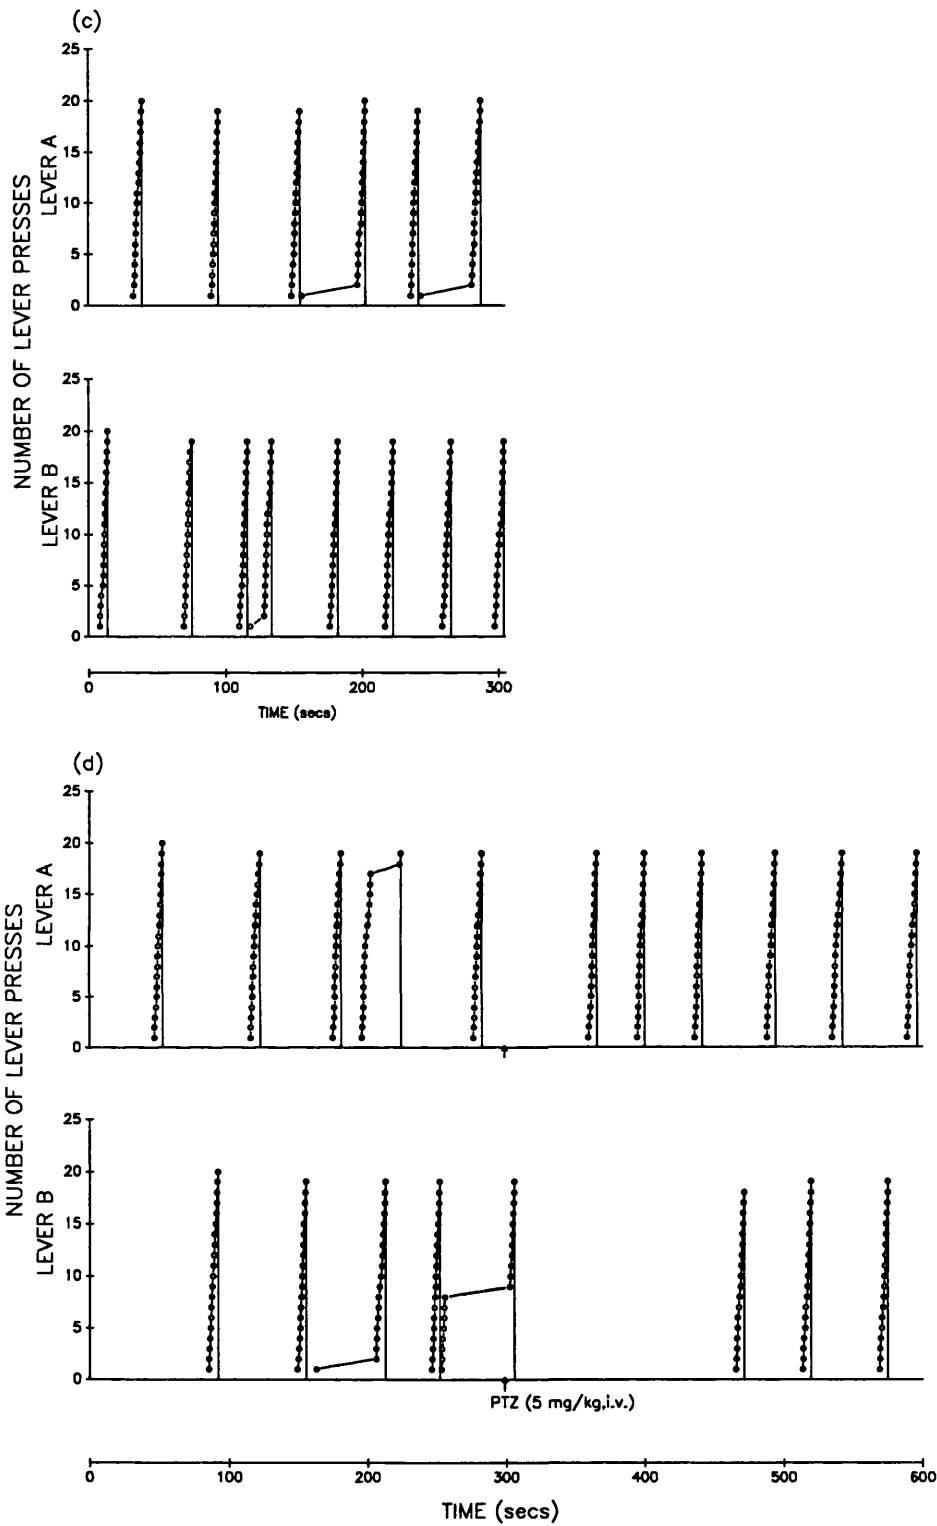 (c)
NUMBER OF LEVER PRESSES
LEVER A
25
20
15
10
5
0
LEVER B
25
20
15
10
5
0
0 100 200 300
TIME (secs)
(d)
NUMBER OF LEVER PRESSES
LEVER A
25
20
15
10
5
0
LEVER B
25
20
15
10
5
0
PTZ (5 mg/kg,i.v.)
0 100 200 300 400 500 600
TIME (secs)